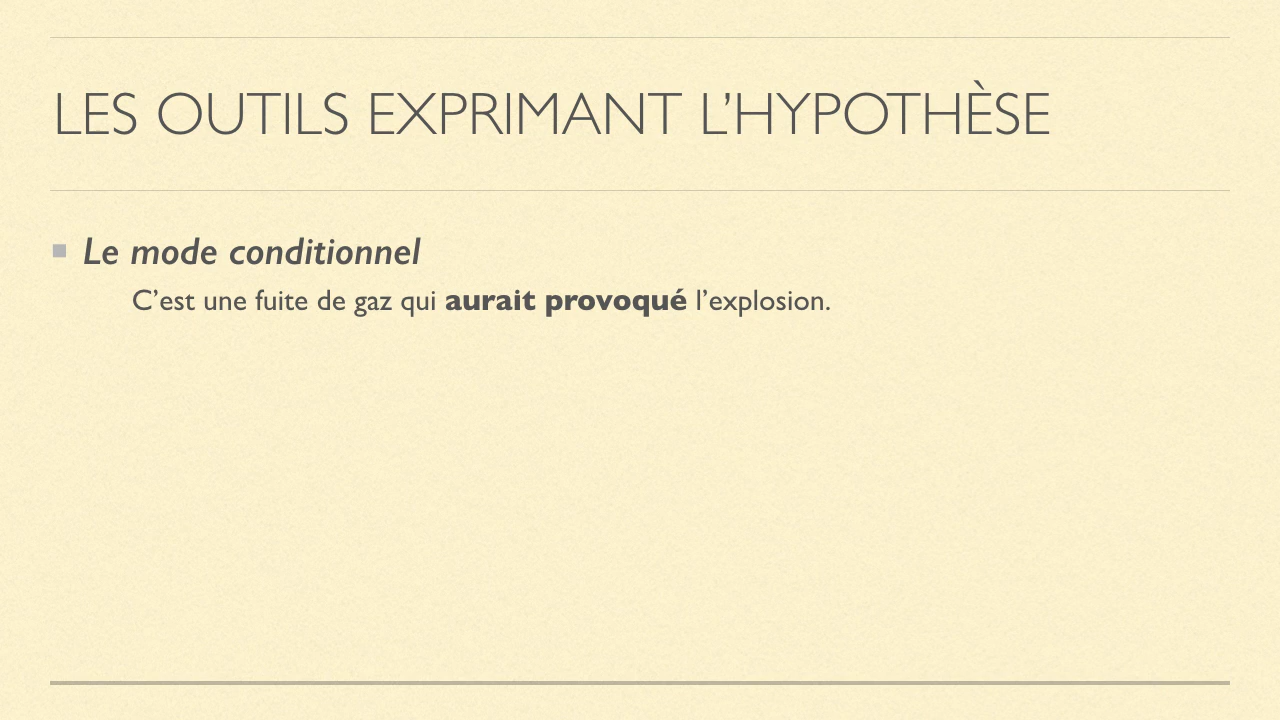 LES OUTILS EXPRIMANT L’HYPOTHÈSE
Le mode conditionnel
C’est une fuite de gaz qui aurait provoqué l’explosion.